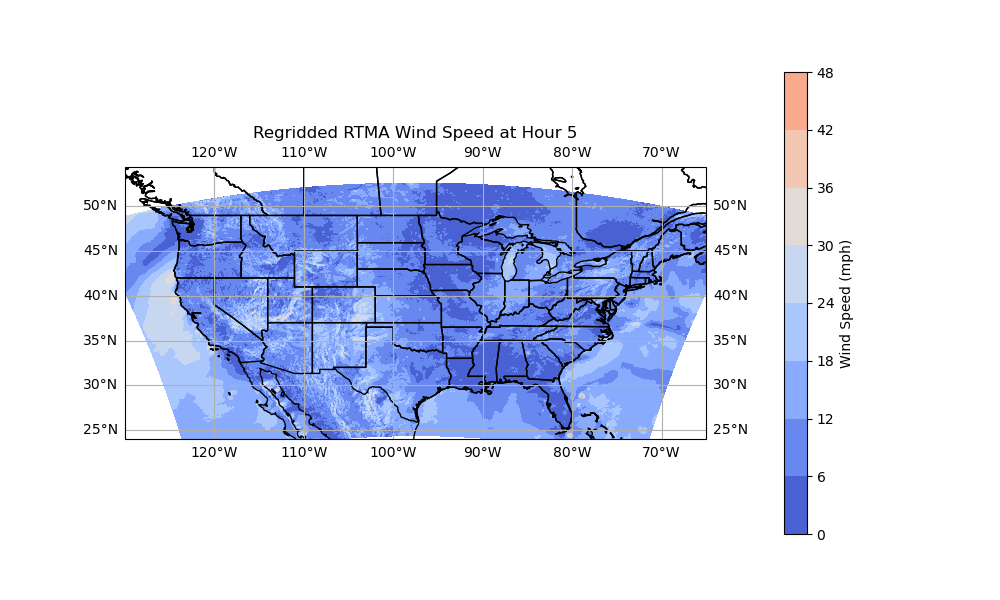 Regridded RTMA Wind Speed at Hour 5
120°W 110°W 100°W 90°W 80°W 70°W
50°N 50°N
45°N 45°N
40°N 40°N
35°N 35°N
30°N 30°N
25°N 25°N
120°W 110°W 100°W 90°W 80°W 70°W
48
42
36
30
24
18
12
6
0
Wind Speed (mph)